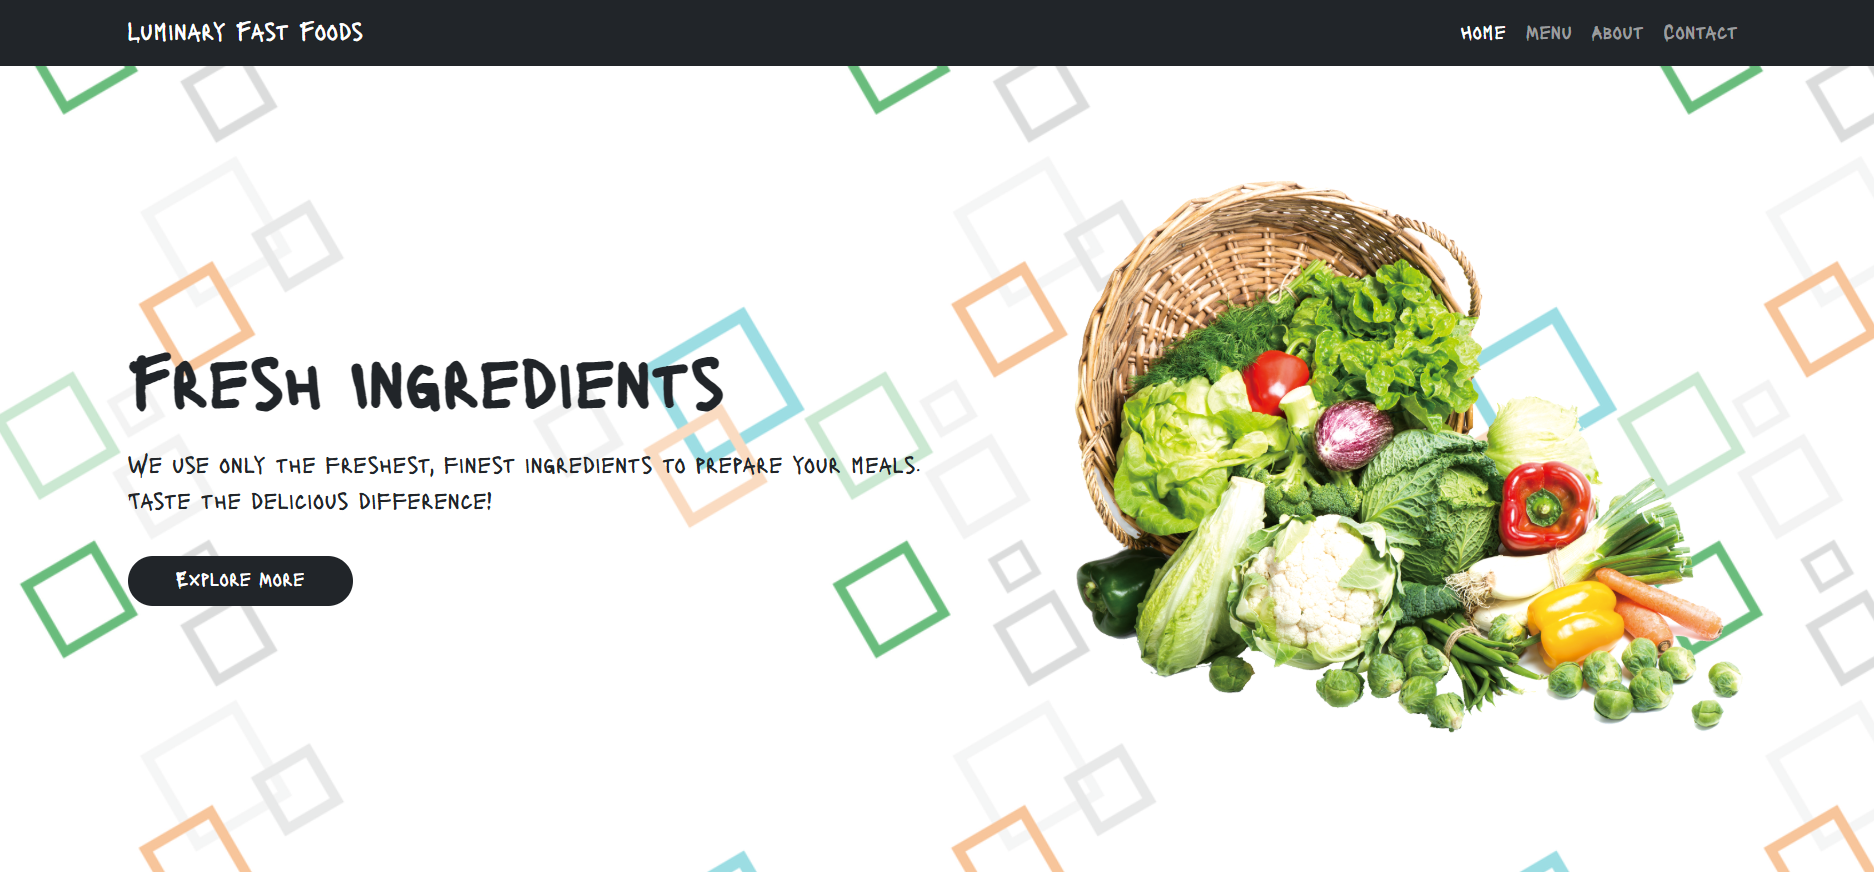 Luminary Fast Foods
Home Menu About Contact
Fresh ingredients
We use only the freshest, finest ingredients to prepare your meals.
Taste the delicious difference!
Explore more